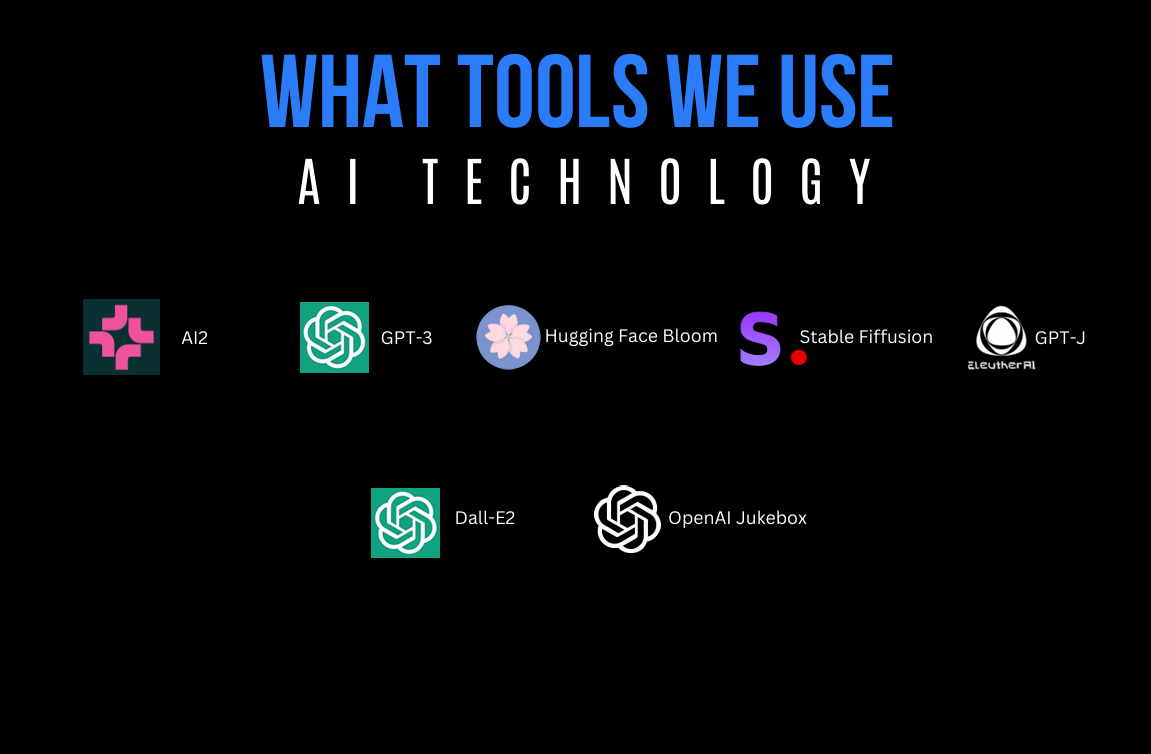 WHAT TOOLS WE USE
AI TECHNOLOGY
AI2
GPT-3
Hugging Face Bloom
S.
Stable Fiffusion
EleutherAI
GPT-J
Dall-E2
OpenAI Jukebox